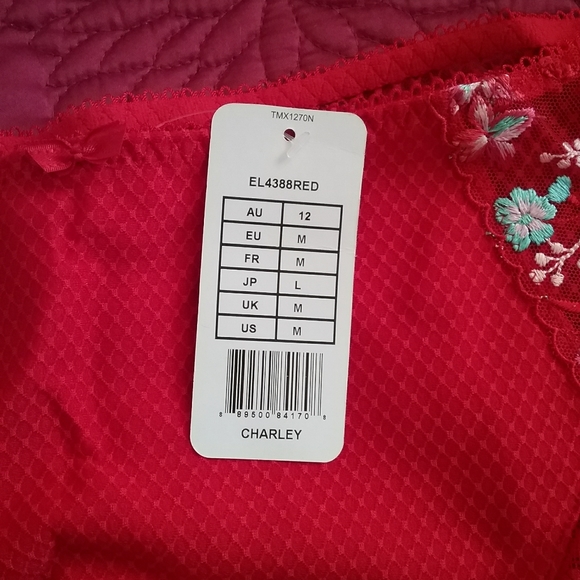 TMX1270N
EL4388RED
AU 12
EU M
FR M
JP L
UK M
US M
8 89500 84170 8
CHARLEY